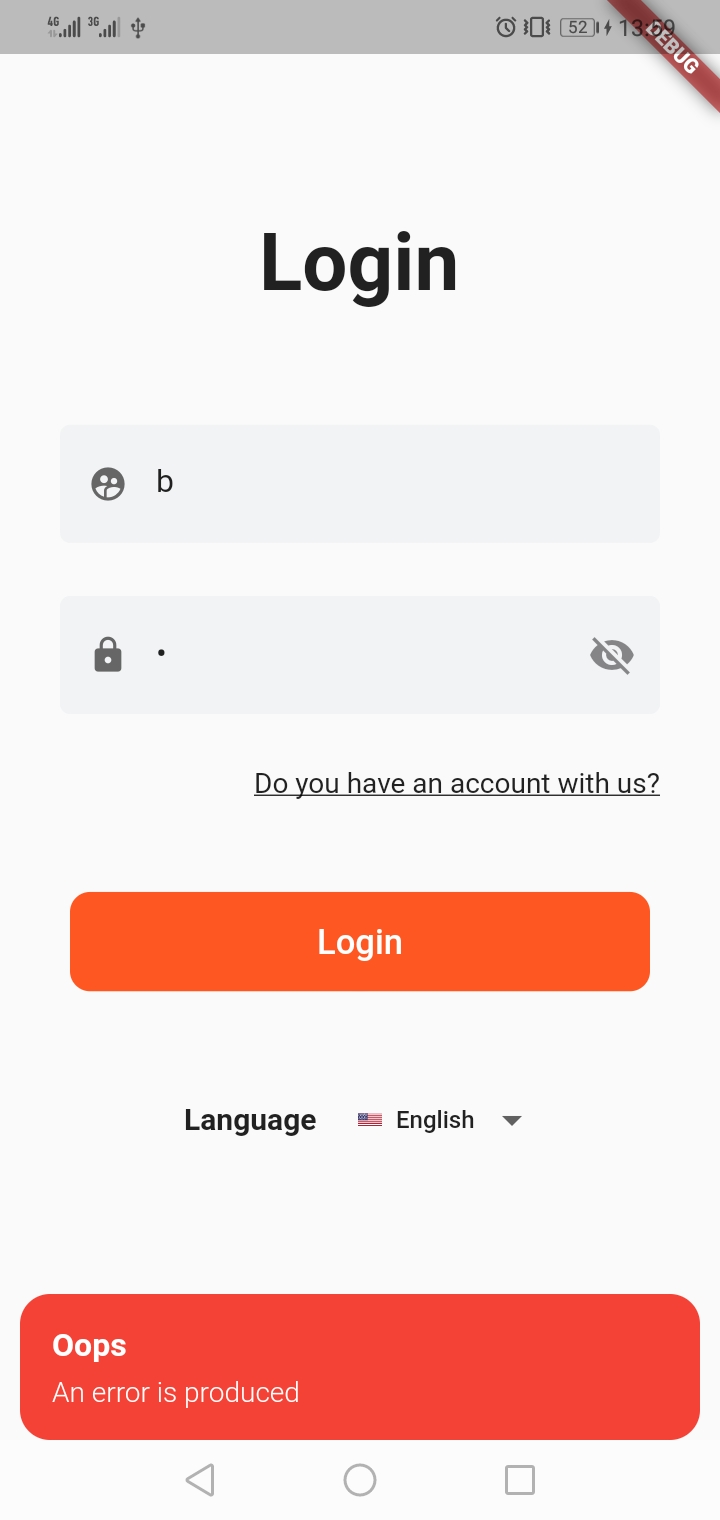 4G 3G 52 13:59
DEBUG
Login
b
•
Do you have an account with us?
Login
Language English
Oops
An error is produced